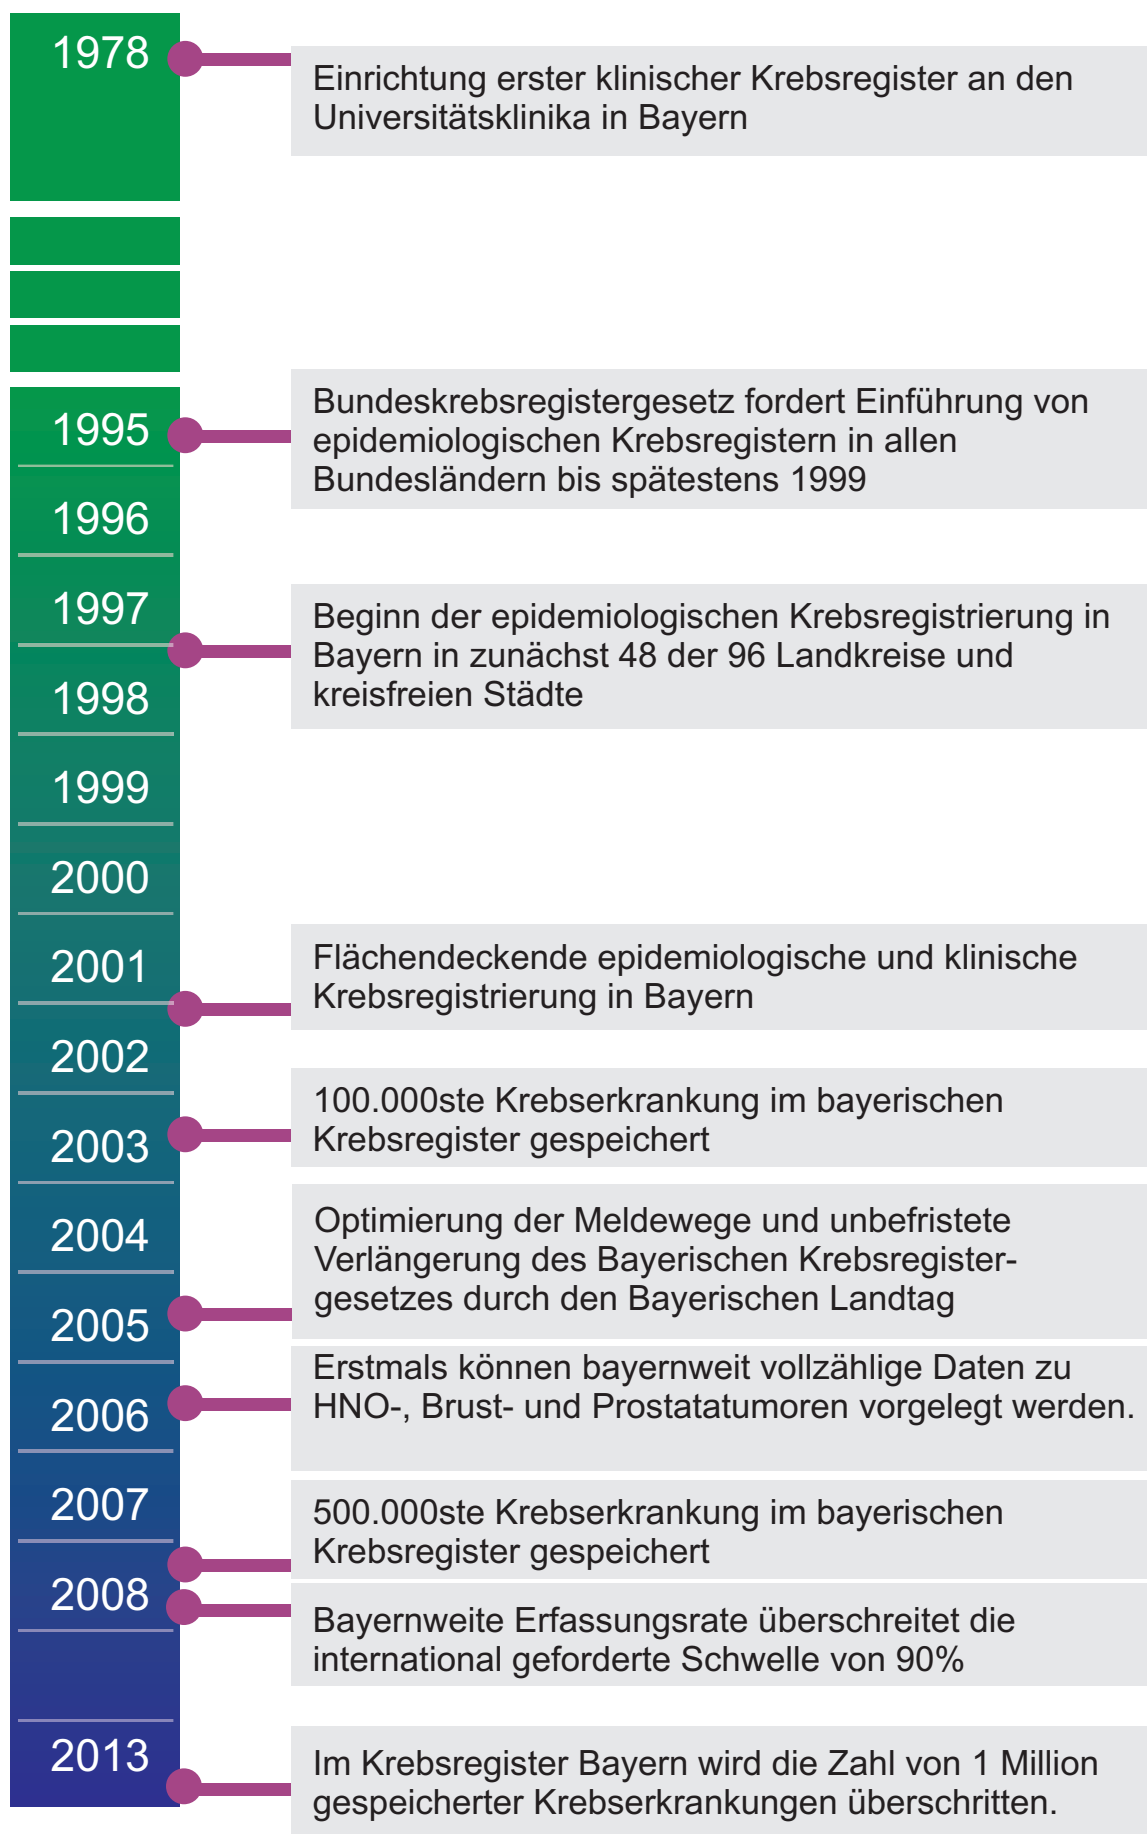 1978
Einrichtung erster klinischer Krebsregister an den
Universitätsklinika in Bayern
1995
Bundeskrebsregistergesetz fordert Einführung von
epidemiologischen Krebsregistern in allen
Bundesländern bis spätestens 1999
1996
1997
Beginn der epidemiologischen Krebsregistrierung in
Bayern in zunächst 48 der 96 Landkreise und
kreisfreien Städte
1998
1999
2000
2001
Flächendeckende epidemiologische und klinische
Krebsregistrierung in Bayern
2002
2003
100.000ste Krebserkrankung im bayerischen
Krebsregister gespeichert
2004
2005
Optimierung der Meldewege und unbefristete
Verlängerung des Bayerischen Krebsregister-
gesetzes durch den Bayerischen Landtag
2006
Erstmals können bayernweit vollzählige Daten zu
HNO-, Brust- und Prostatatumoren vorgelegt werden.
2007
500.000ste Krebserkrankung im bayerischen
Krebsregister gespeichert
2008
Bayernweite Erfassungsrate überschreitet die
international geforderte Schwelle von 90%
2013
Im Krebsregister Bayern wird die Zahl von 1 Million
gespeicherter Krebserkrankungen überschritten.